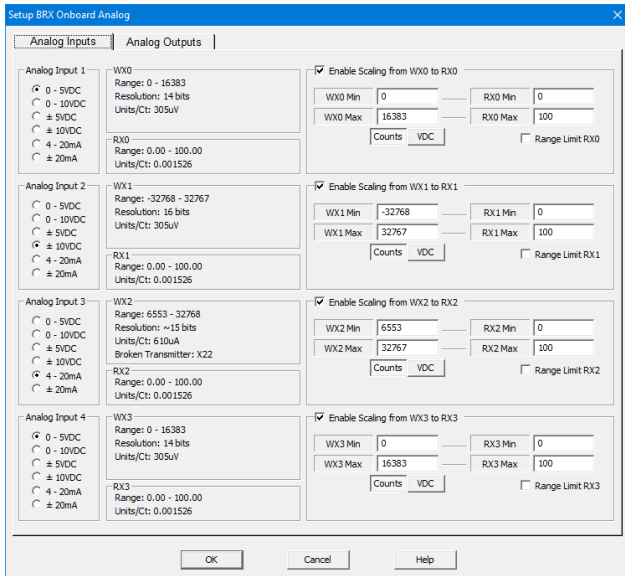 Setup BRX Onboard Analog
Analog Inputs
Analog Outputs
Analog Input 1
0 - 5VDC
0 - 10VDC
± 5VDC
± 10VDC
4 - 20mA
± 20mA
WX0
Range: 0 - 16383
Resolution: 14 bits
Units/Ct: 305uV
RX0
Range: 0.00 - 100.00
Units/Ct: 0.001526
Enable Scaling from WX0 to RX0
WX0 Min 0 RX0 Min 0
WX0 Max 16383 RX0 Max 100
Counts VDC Range Limit RX0
Analog Input 2
0 - 5VDC
0 - 10VDC
± 5VDC
± 10VDC
4 - 20mA
± 20mA
WX1
Range: -32768 - 32767
Resolution: 16 bits
Units/Ct: 305uV
RX1
Range: 0.00 - 100.00
Units/Ct: 0.001526
Enable Scaling from WX1 to RX1
WX1 Min -32768 RX1 Min 0
WX1 Max 32767 RX1 Max 100
Counts VDC Range Limit RX1
Analog Input 3
0 - 5VDC
0 - 10VDC
± 5VDC
± 10VDC
4 - 20mA
± 20mA
WX2
Range: 6553 - 32768
Resolution: ~15 bits
Units/Ct: 610uA
Broken Transmitter: X22
RX2
Range: 0.00 - 100.00
Units/Ct: 0.001526
Enable Scaling from WX2 to RX2
WX2 Min 6553 RX2 Min 0
WX2 Max 32767 RX2 Max 100
Counts VDC Range Limit RX2
Analog Input 4
0 - 5VDC
0 - 10VDC
± 5VDC
± 10VDC
4 - 20mA
± 20mA
WX3
Range: 0 - 16383
Resolution: 14 bits
Units/Ct: 305uV
RX3
Range: 0.00 - 100.00
Units/Ct: 0.001526
Enable Scaling from WX3 to RX3
WX3 Min 0 RX3 Min 0
WX3 Max 16383 RX3 Max 100
Counts VDC Range Limit RX3
OK Cancel Help